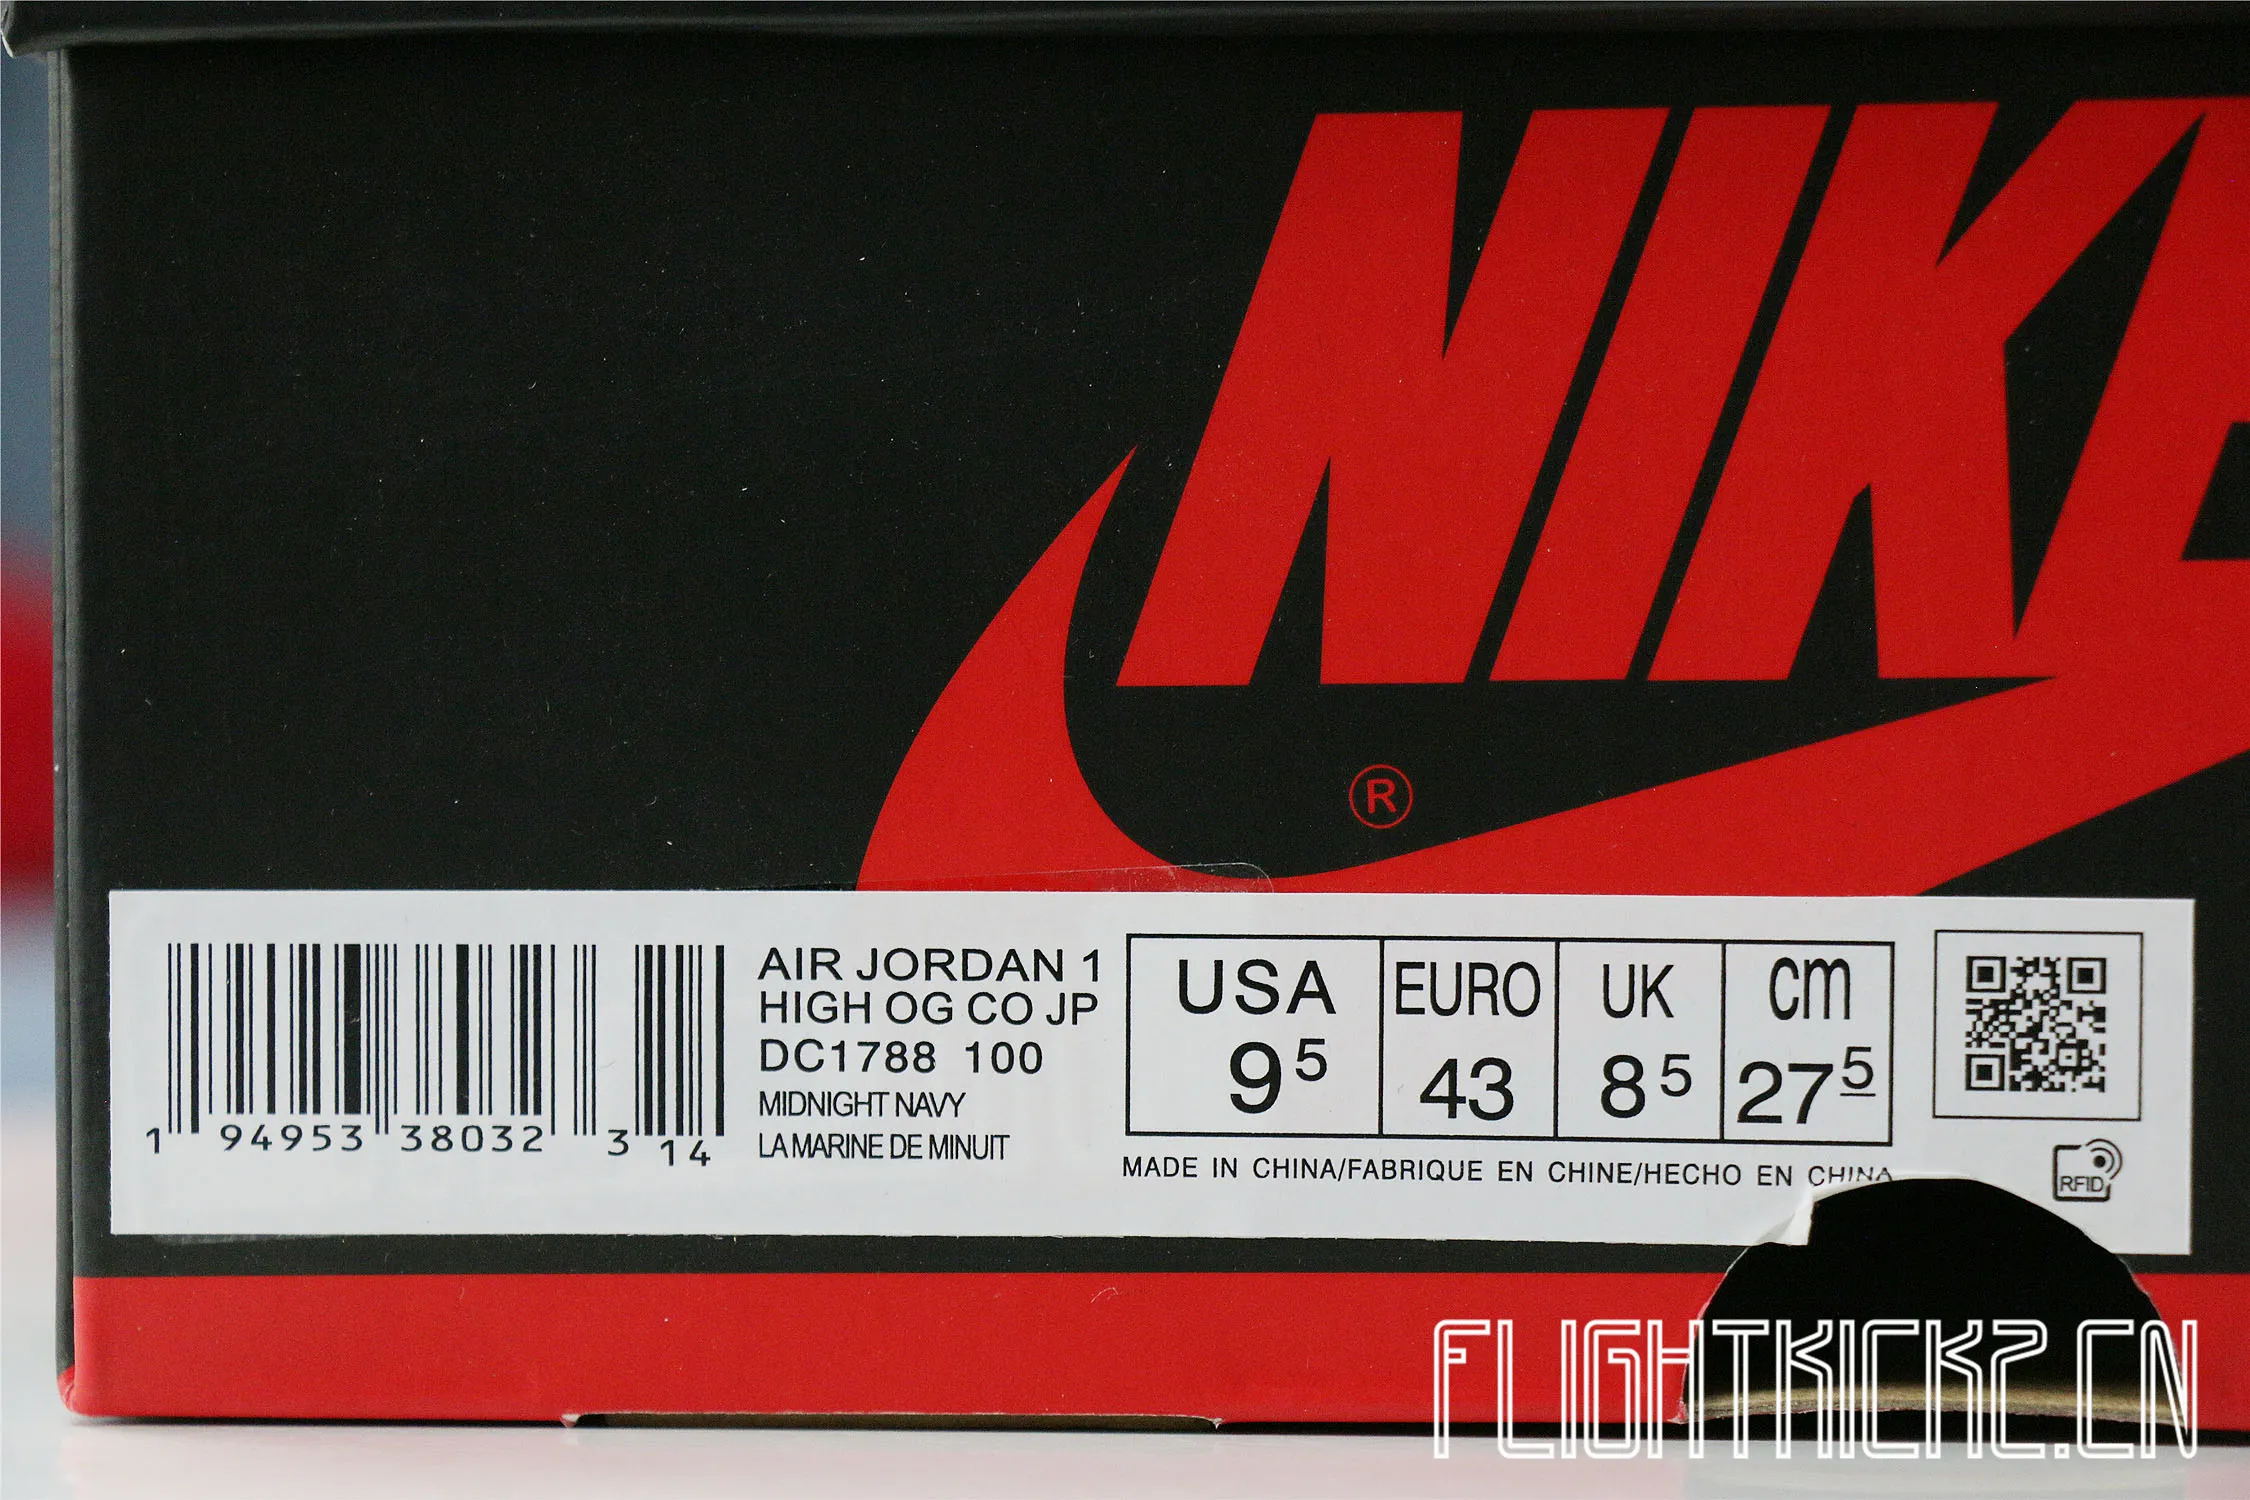 NIKE
®
AIR JORDAN 1
HIGH OG CO JP
DC1788 100
MIDNIGHT NAVY
LA MARINE DE MINUIT
1 94953 38032 3 14
USA EURO UK cm
9 5 43 8 5 27 5
MADE IN CHINA/FABRIQUE EN CHINE/HECHO EN CHINA
RFID
FLIGHTKICKZ.CN